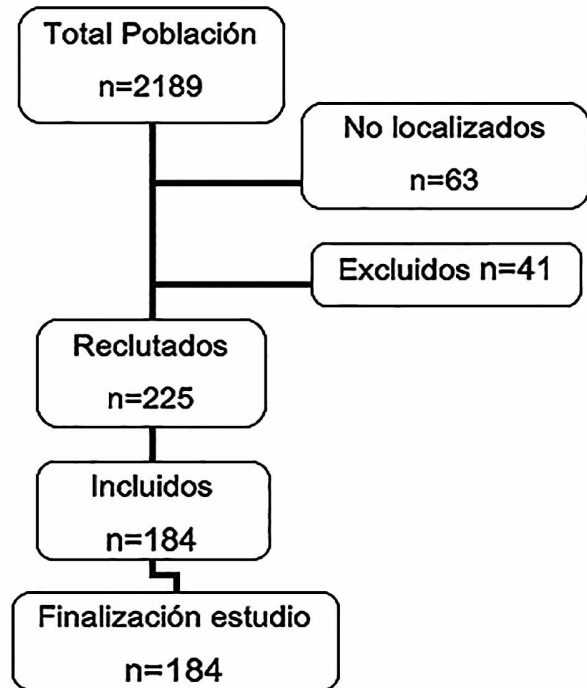 Total Población
n=2189
No localizados
n=63
Excluidos n=41
Reclutados
n=225
Incluidos
n=184
Finalización estudio
n=184